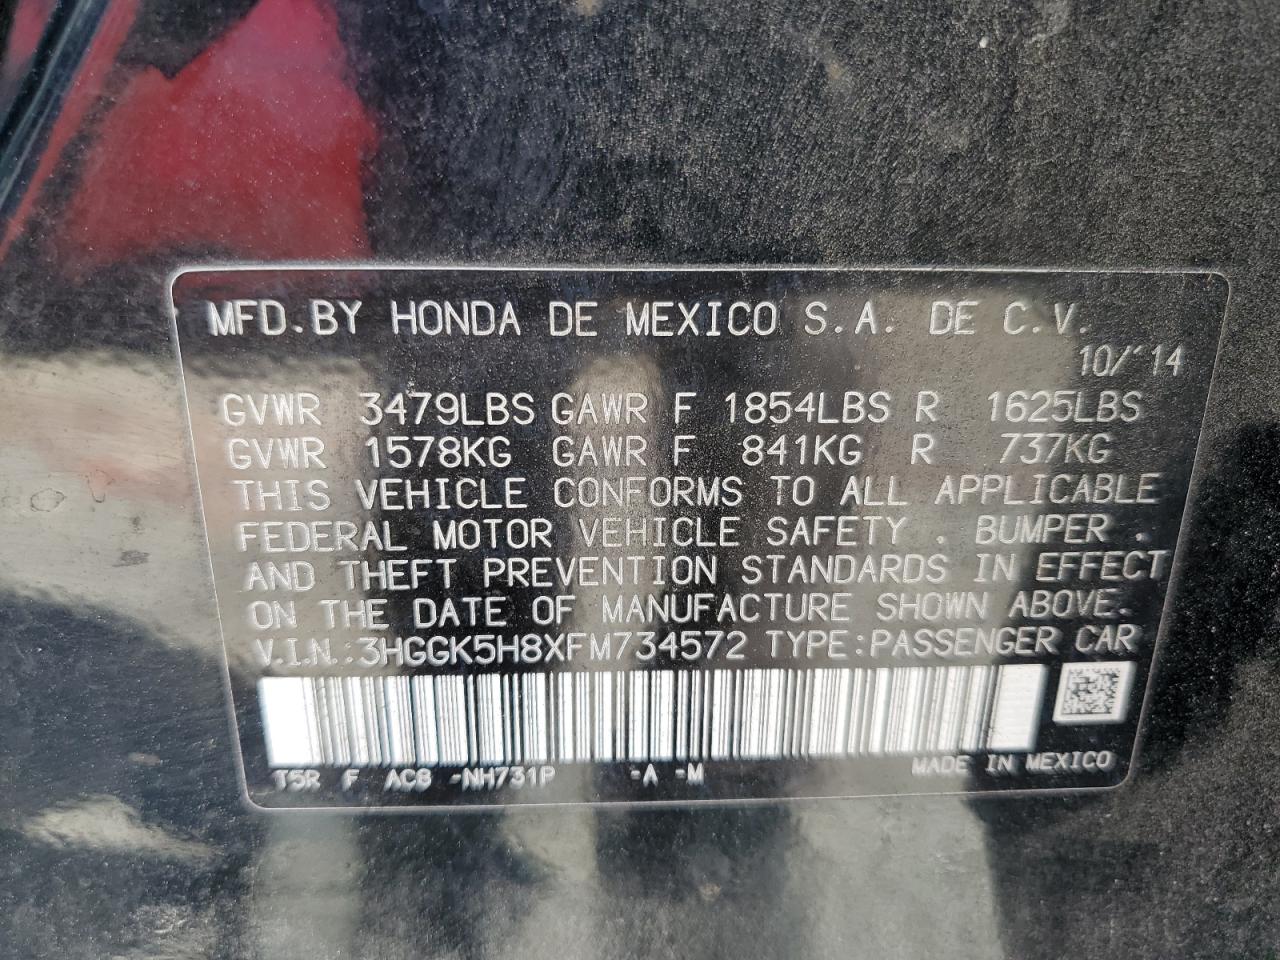 MFD.BY HONDA DE MEXICO S.A. DE C.V.
10/'14
GVWR 3479LBS GAWR F 1854LBS R 1625LBS
GVWR 1578KG GAWR F 841KG R 737KG
THIS VEHICLE CONFORMS TO ALL APPLICABLE
FEDERAL MOTOR VEHICLE SAFETY , BUMPER ,
AND THEFT PREVENTION STANDARDS IN EFFECT
ON THE DATE OF MANUFACTURE SHOWN ABOVE.
V.I.N.:3HGGK5H8XFM734572 TYPE:PASSENGER CAR
T5R F AC8 -NH731P -A -M MADE IN MEXICO